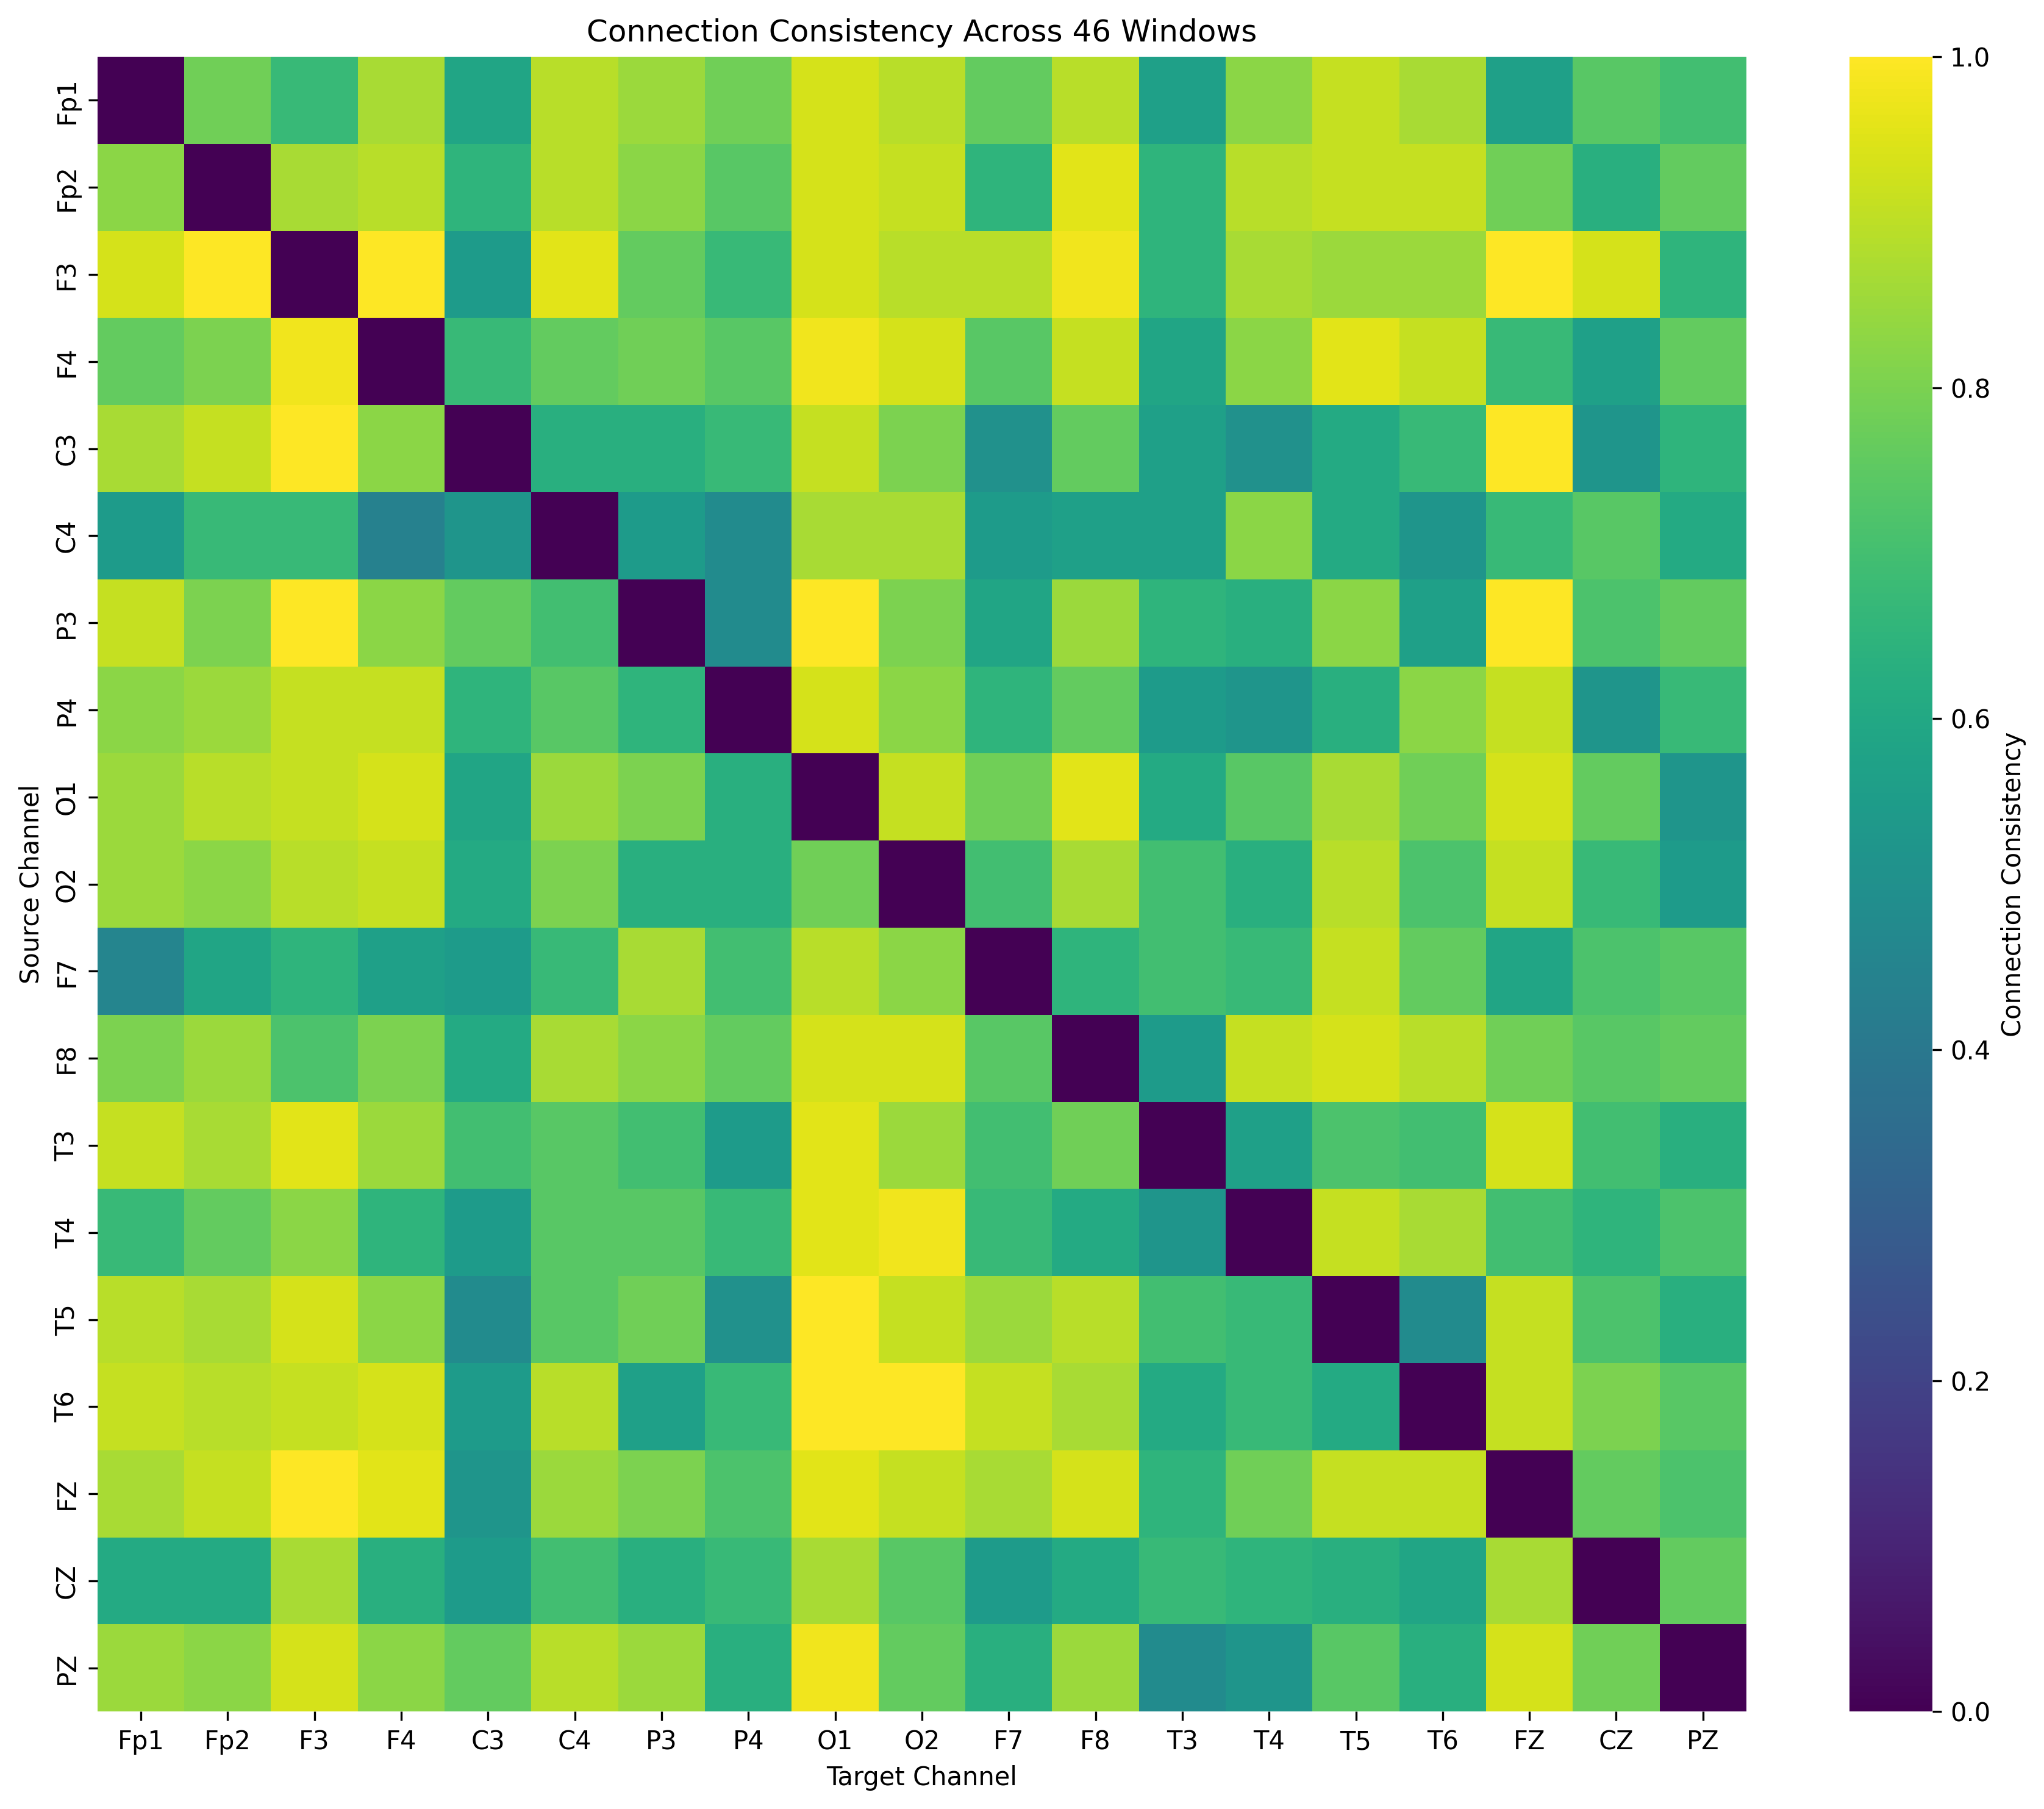 Connection Consistency Across 46 Windows
Source Channel
Fp1
Fp2
F3
F4
C3
C4
P3
P4
O1
O2
F7
F8
T3
T4
T5
T6
FZ
CZ
PZ
Fp1 Fp2 F3 F4 C3 C4 P3 P4 O1 O2 F7 F8 T3 T4 T5 T6 FZ CZ PZ
Target Channel
1.0
0.8
0.6
0.4
0.2
0.0
Connection Consistency